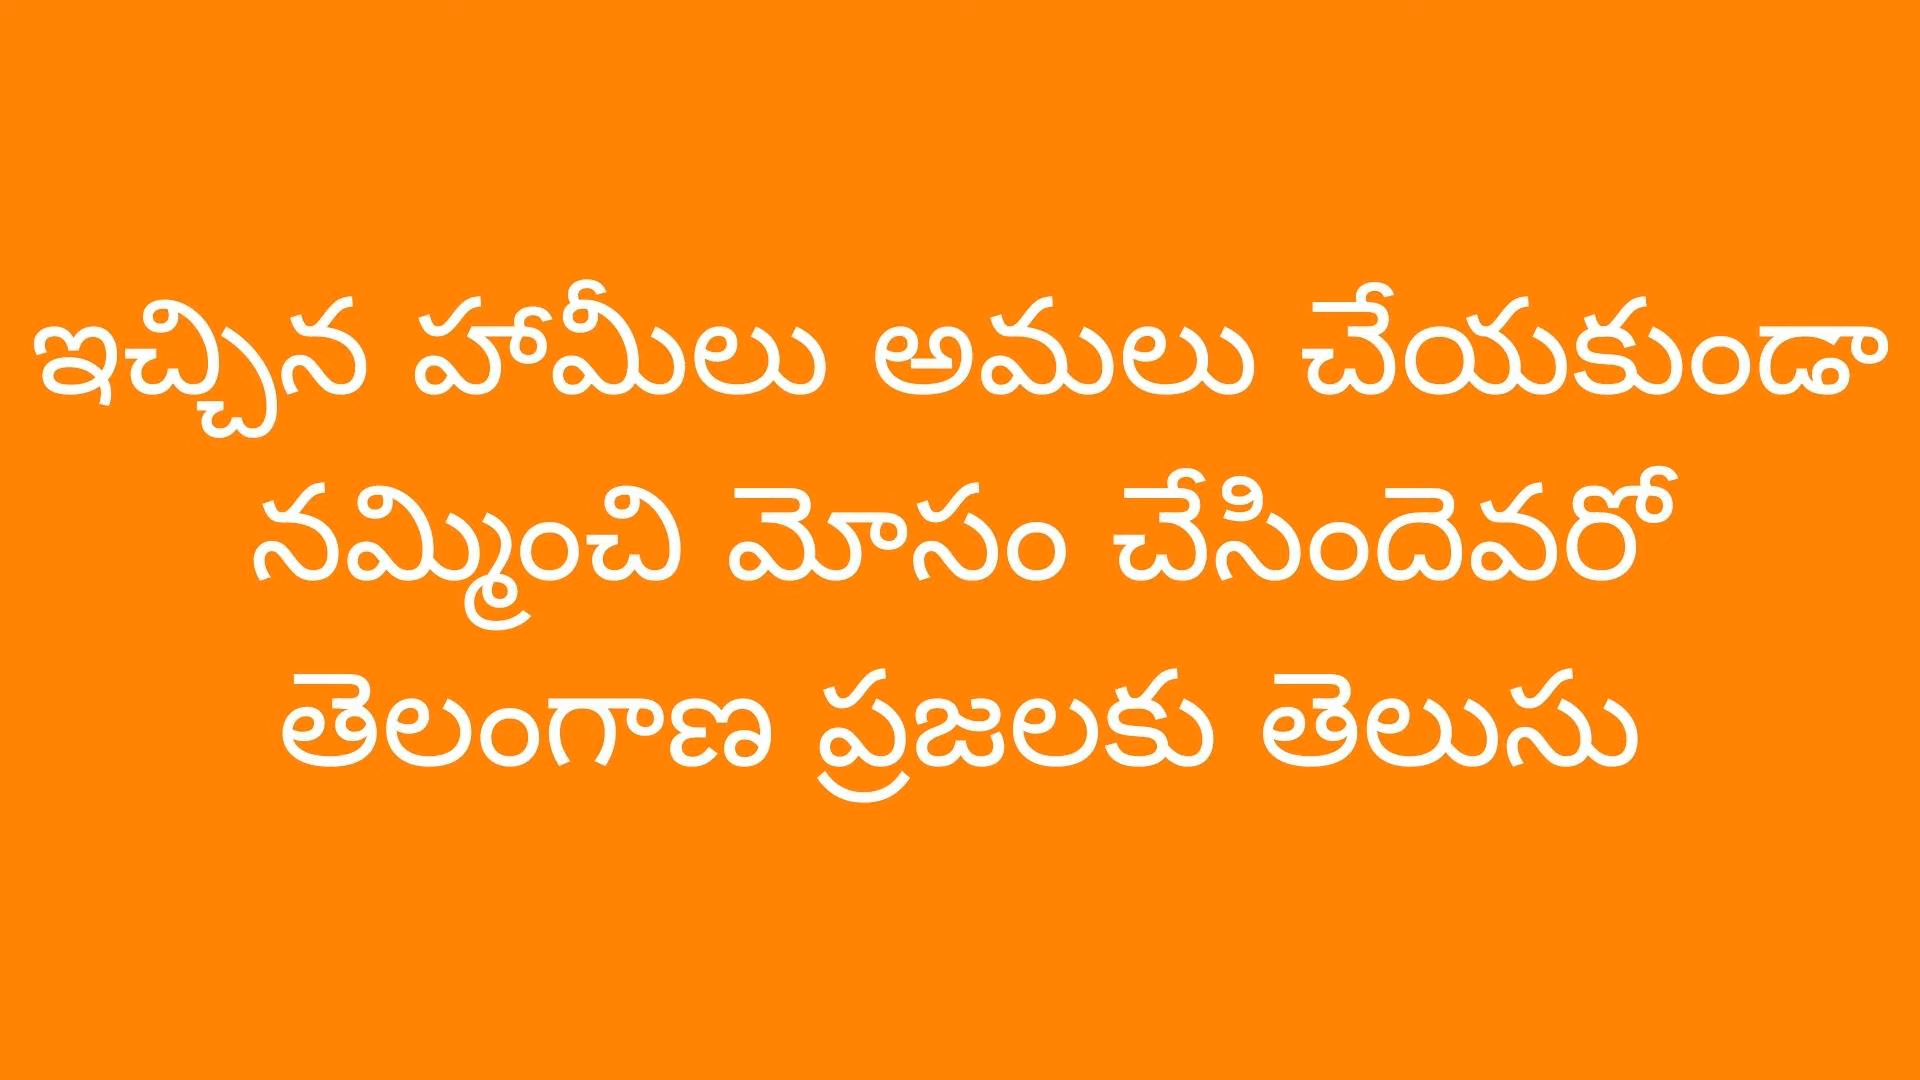 ఇచ్చిన హామీలు అమలు చేయకుండా
నమ్మించి మోసం చేసిందెవరో
తెలంగాణ ప్రజలకు తెలుసు